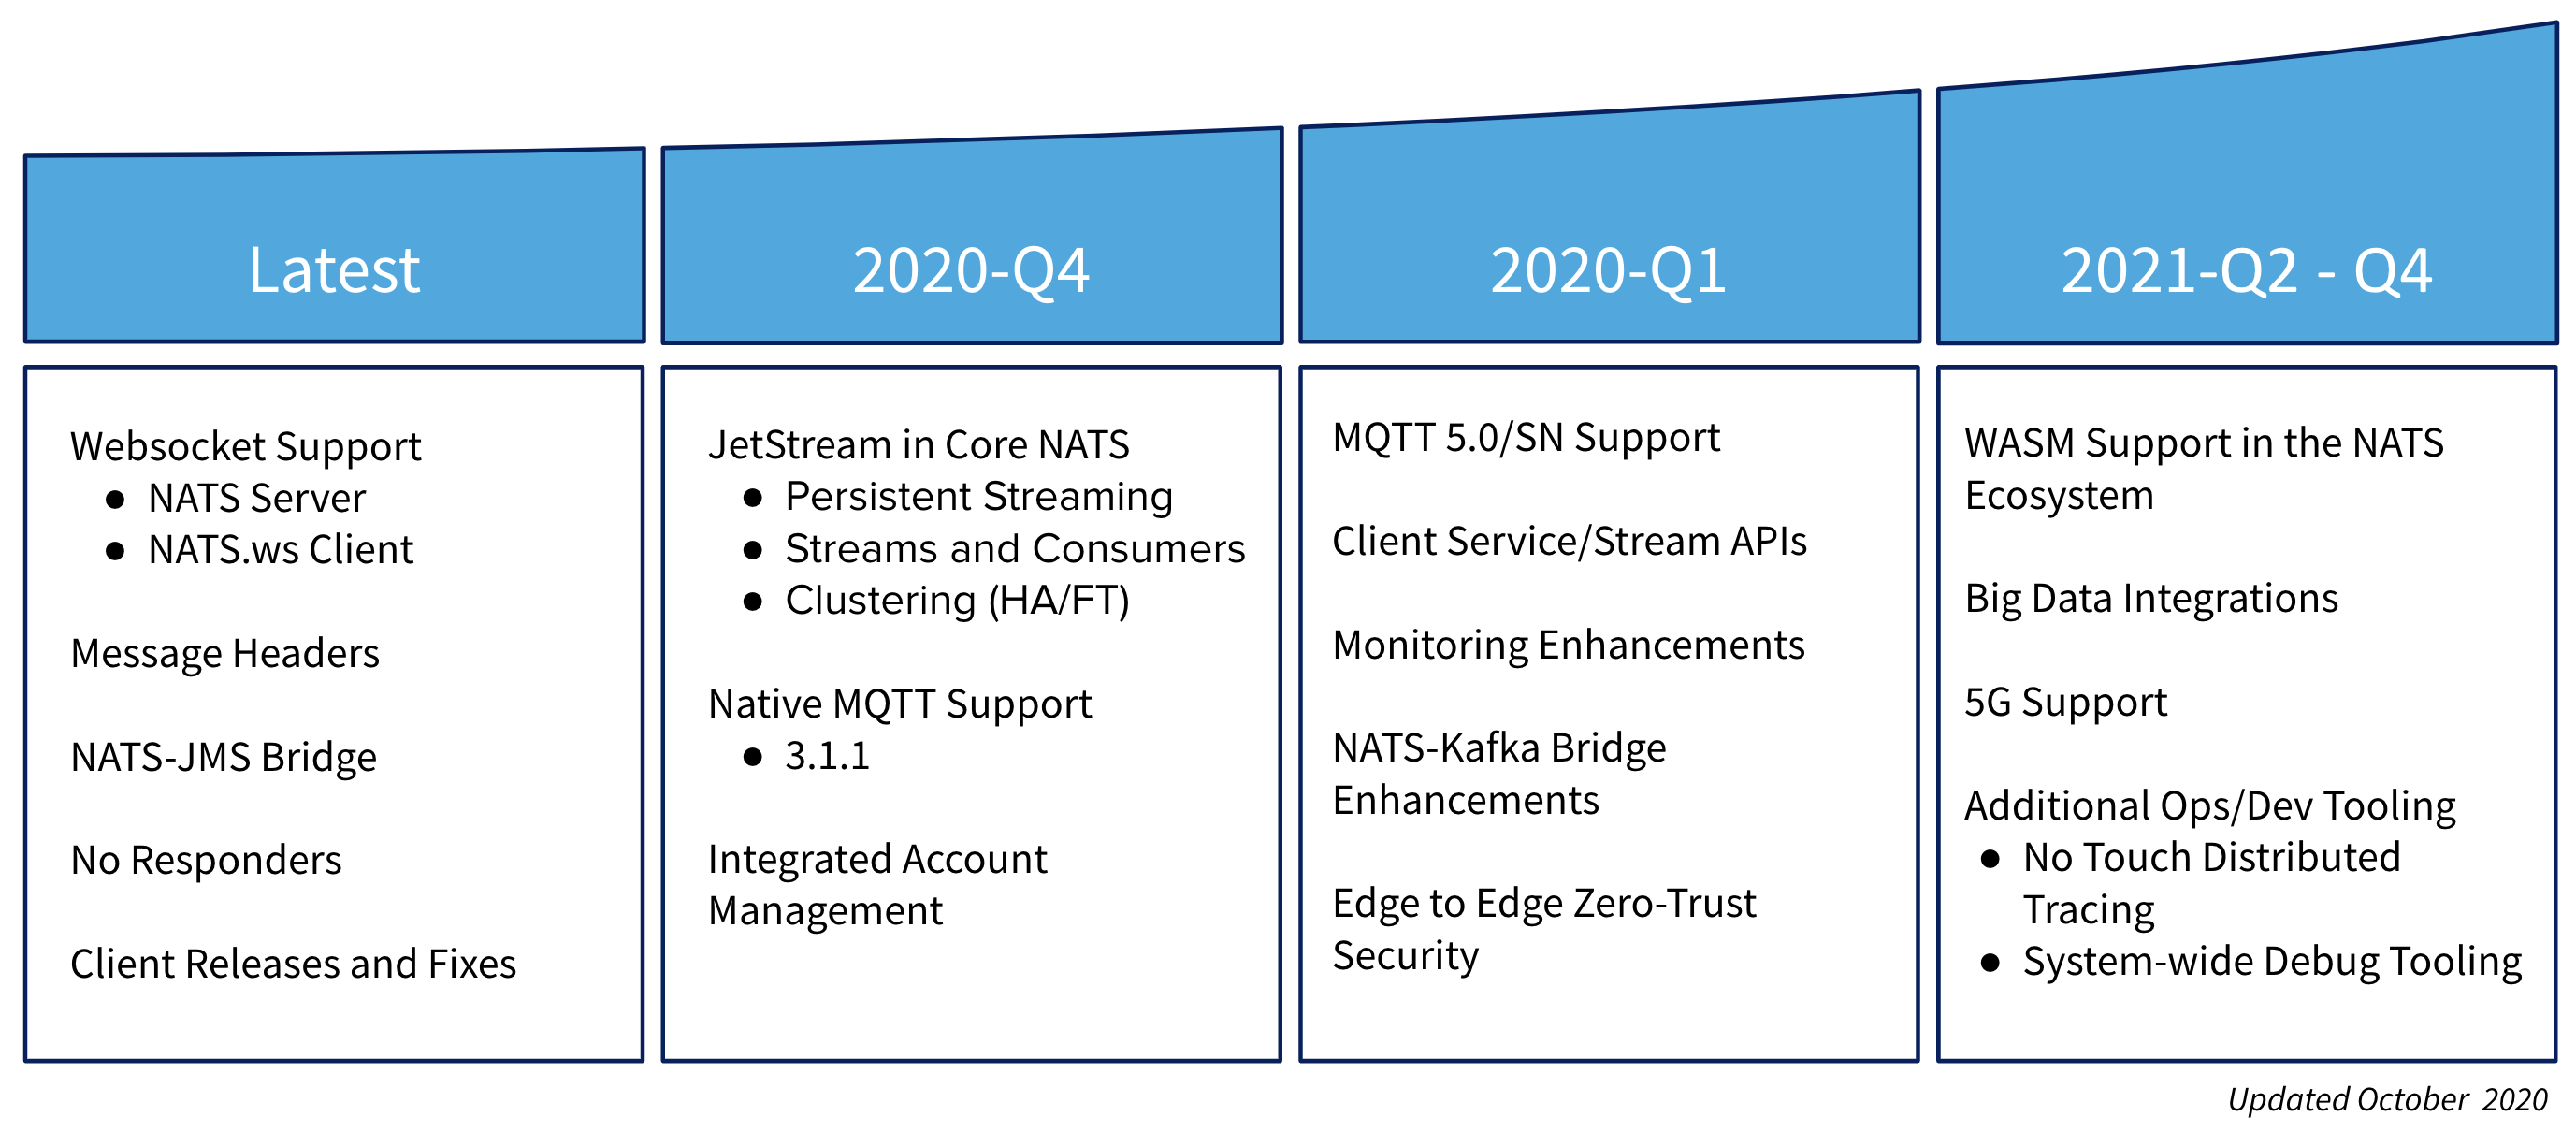 Latest
2020-Q4
2020-Q1
2021-Q2 - Q4
Websocket Support
● NATS Server
● NATS.ws Client
Message Headers
NATS-JMS Bridge
No Responders
Client Releases and Fixes
JetStream in Core NATS
● Persistent Streaming
● Streams and Consumers
● Clustering (HA/FT)
Native MQTT Support
● 3.1.1
Integrated Account
Management
MQTT 5.0/SN Support
Client Service/Stream APIs
Monitoring Enhancements
NATS-Kafka Bridge
Enhancements
Edge to Edge Zero-Trust
Security
WASM Support in the NATS
Ecosystem
Big Data Integrations
5G Support
Additional Ops/Dev Tooling
● No Touch Distributed
Tracing
● System-wide Debug Tooling
Updated October 2020